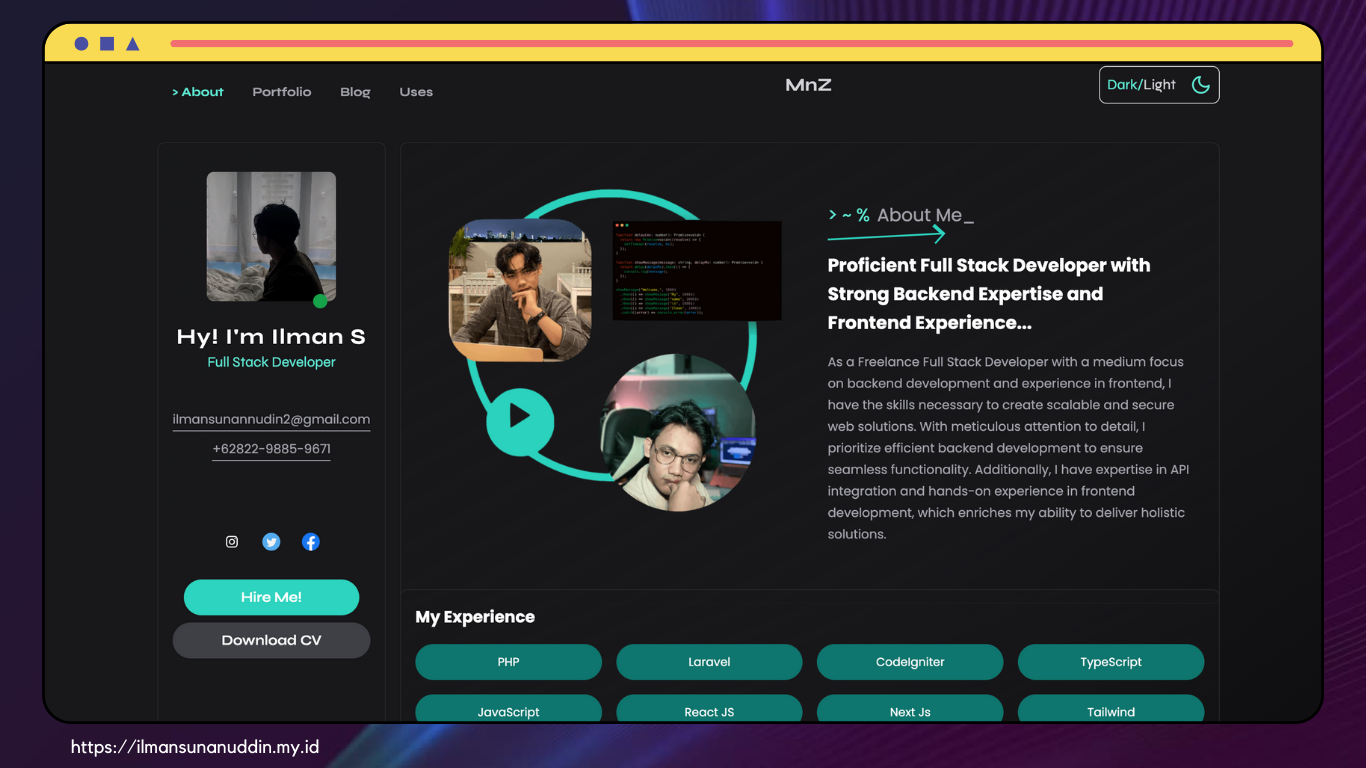 > About
Portfolio
Blog
Uses
MnZ
Dark/Light
Hy! I'm Ilman S
Full Stack Developer
ilmansunannudin2@gmail.com
+62822-9885-9671
Hire Me!
Download CV
> ~ % About Me_
Proficient Full Stack Developer with
Strong Backend Expertise and
Frontend Experience...
As a Freelance Full Stack Developer with a medium focus
on backend development and experience in frontend, I
have the skills necessary to create scalable and secure
web solutions. With meticulous attention to detail, I
prioritize efficient backend development to ensure
seamless functionality. Additionally, I have expertise in API
integration and hands-on experience in frontend
development, which enriches my ability to deliver holistic
solutions.
My Experience
PHP
Laravel
CodeIgniter
TypeScript
JavaScript
React JS
Next Js
Tailwind
https://ilmansunanuddin.my.id